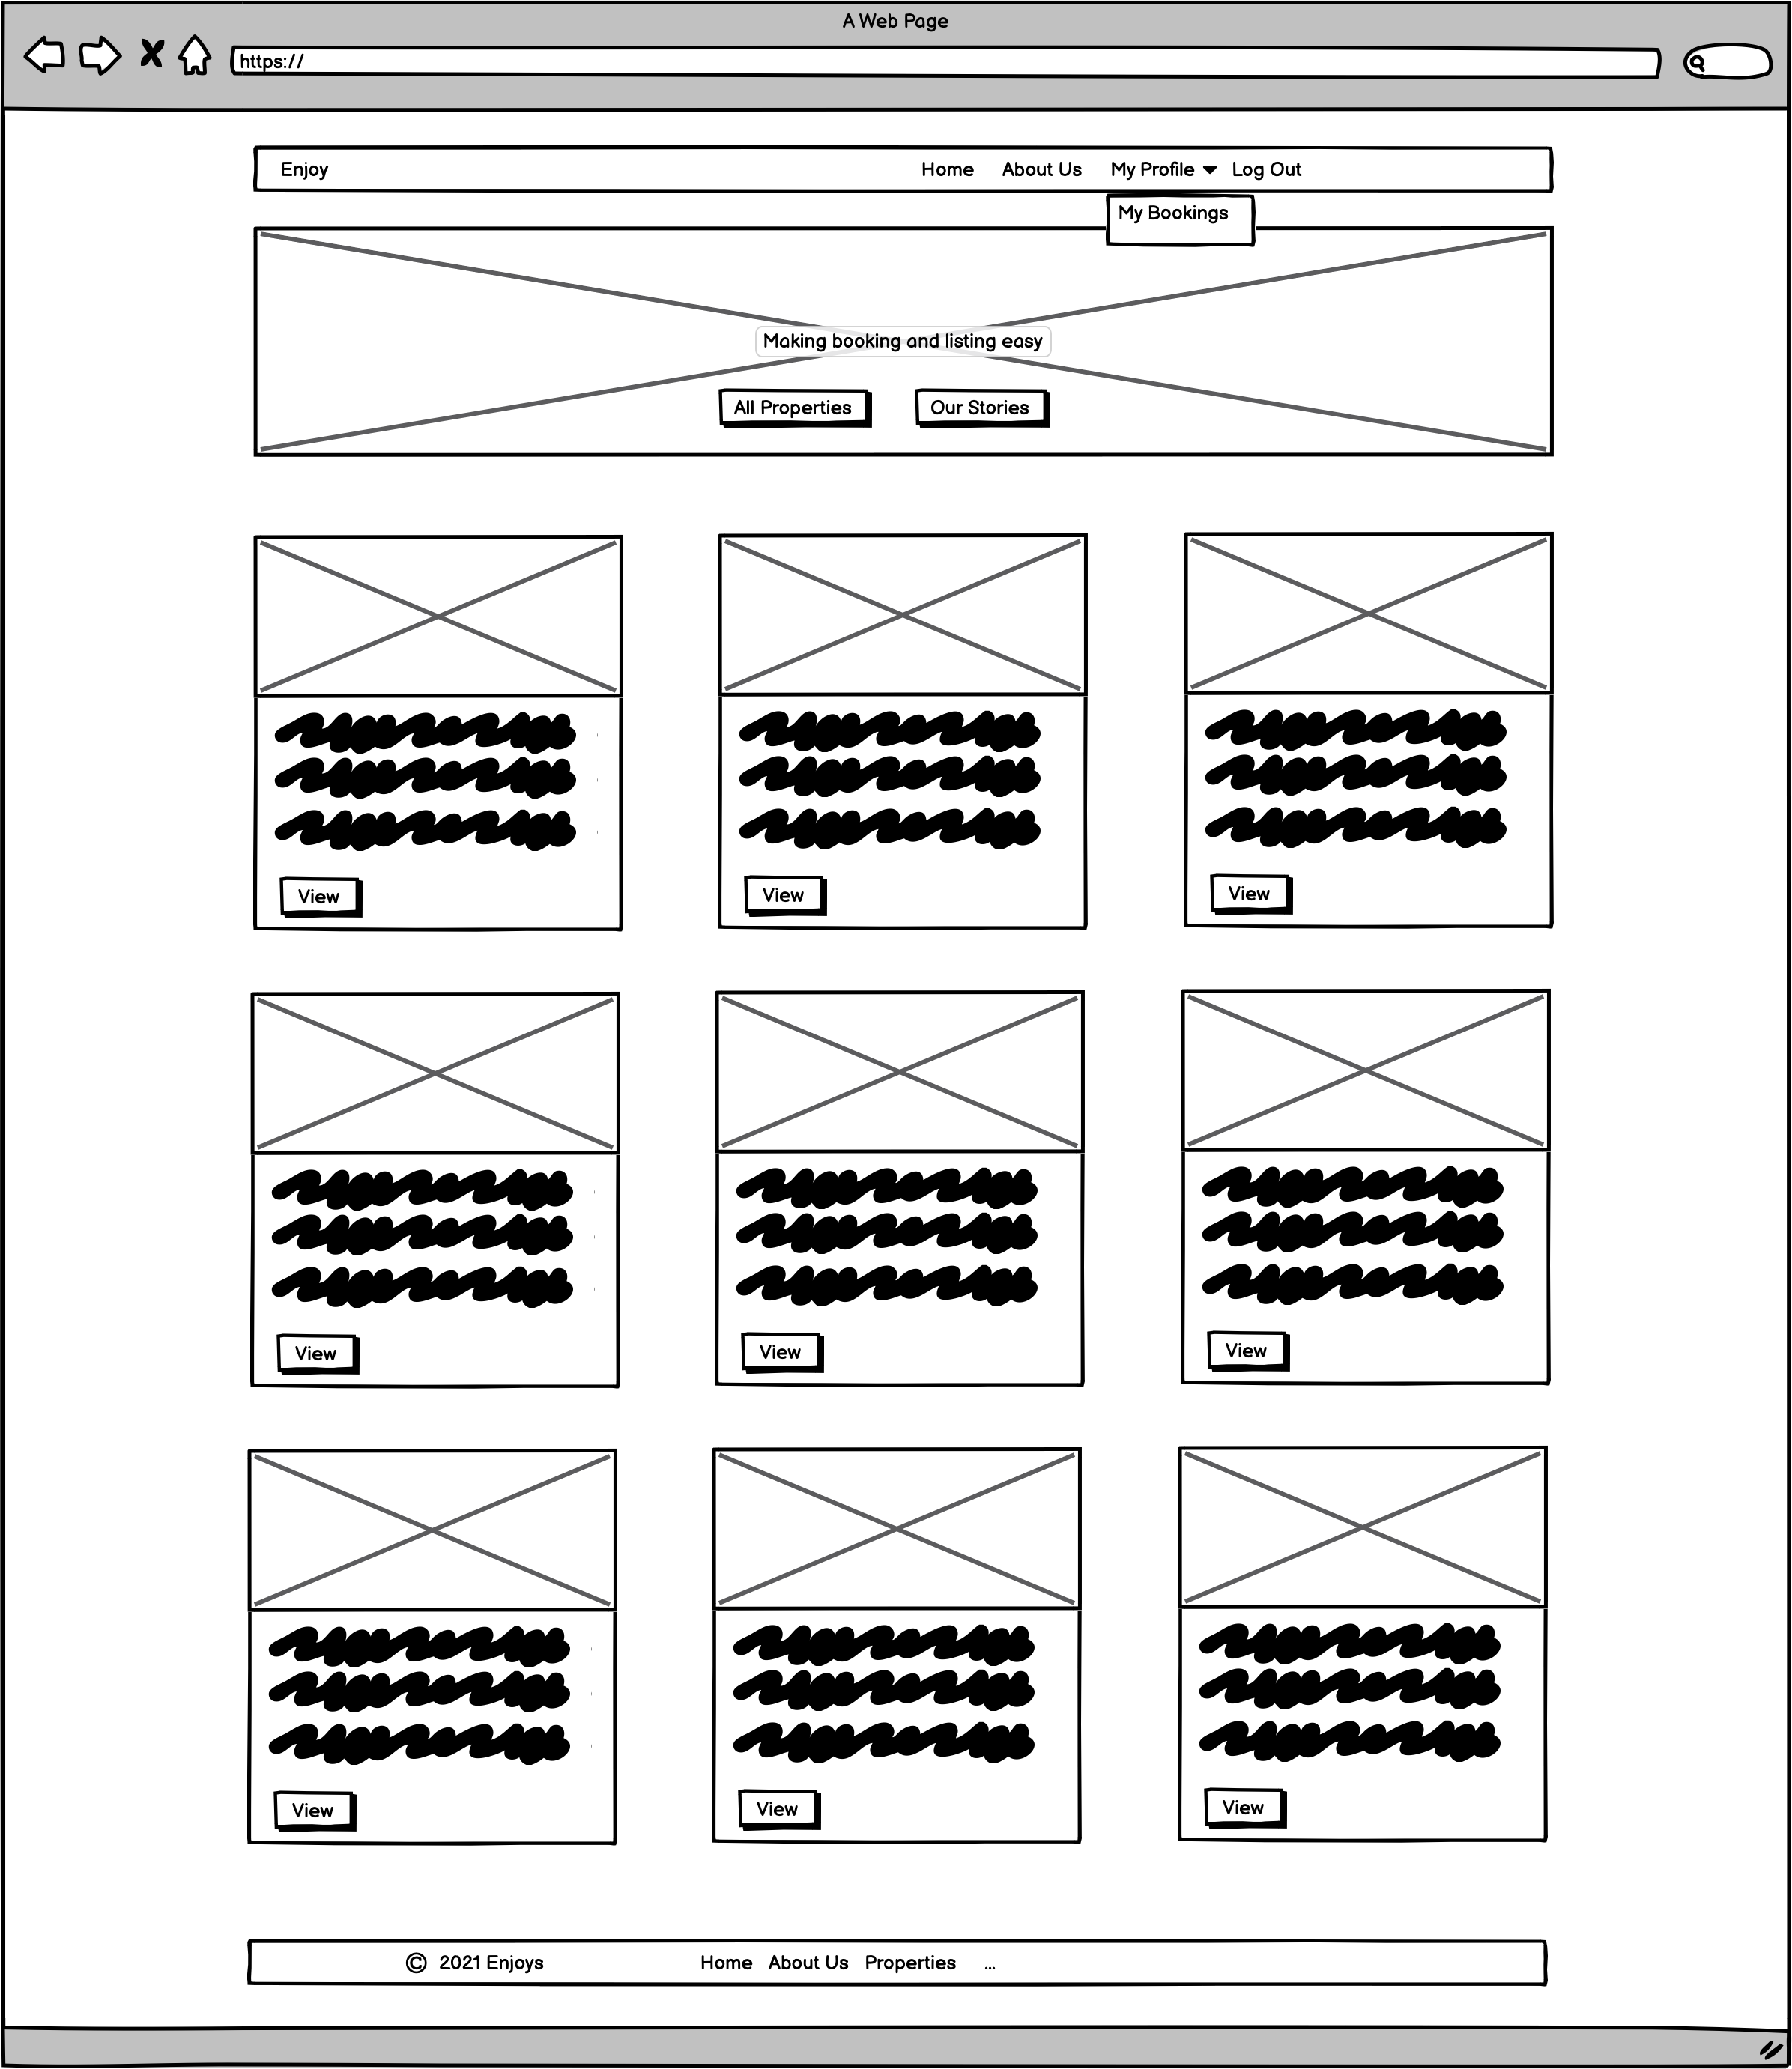 A Web Page
https://
Enjoy Home About Us My Profile Log Out
My Bookings
Making booking and listing easy
All Properties Our Stories
View View View
View View View
View View View
© 2021 Enjoys Home About Us Properties ...